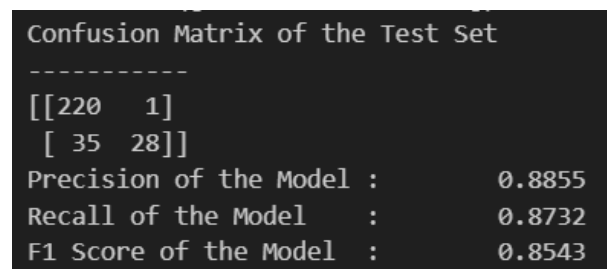 Confusion Matrix of the Test Set
-----------
[[220   1]
 [ 35  28]]
Precision of the Model :        0.8855
Recall of the Model    :        0.8732
F1 Score of the Model  :        0.8543